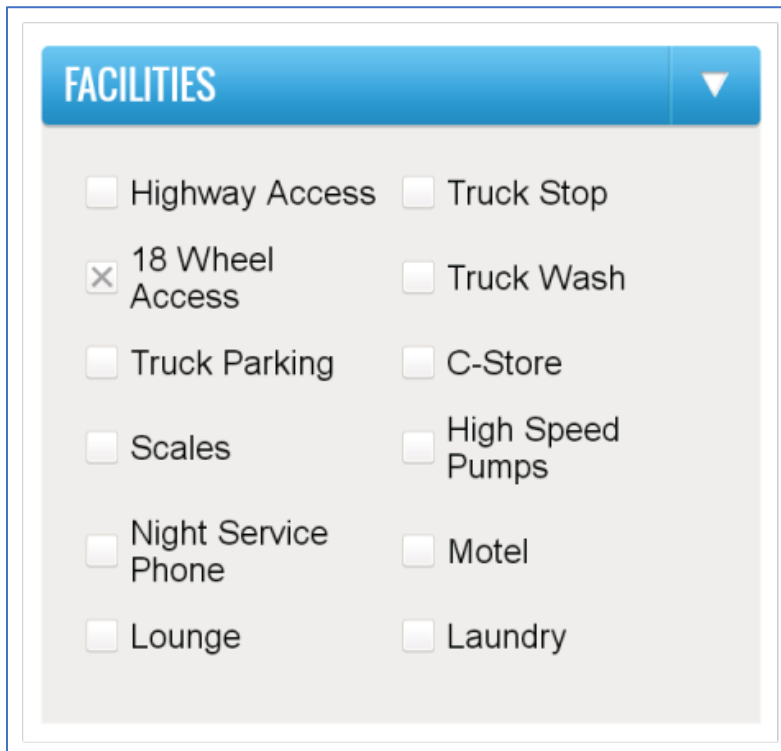 FACILITIES
Highway Access
Truck Stop
18 Wheel
Access
Truck Wash
Truck Parking
C-Store
Scales
High Speed
Pumps
Night Service
Phone
Motel
Lounge
Laundry